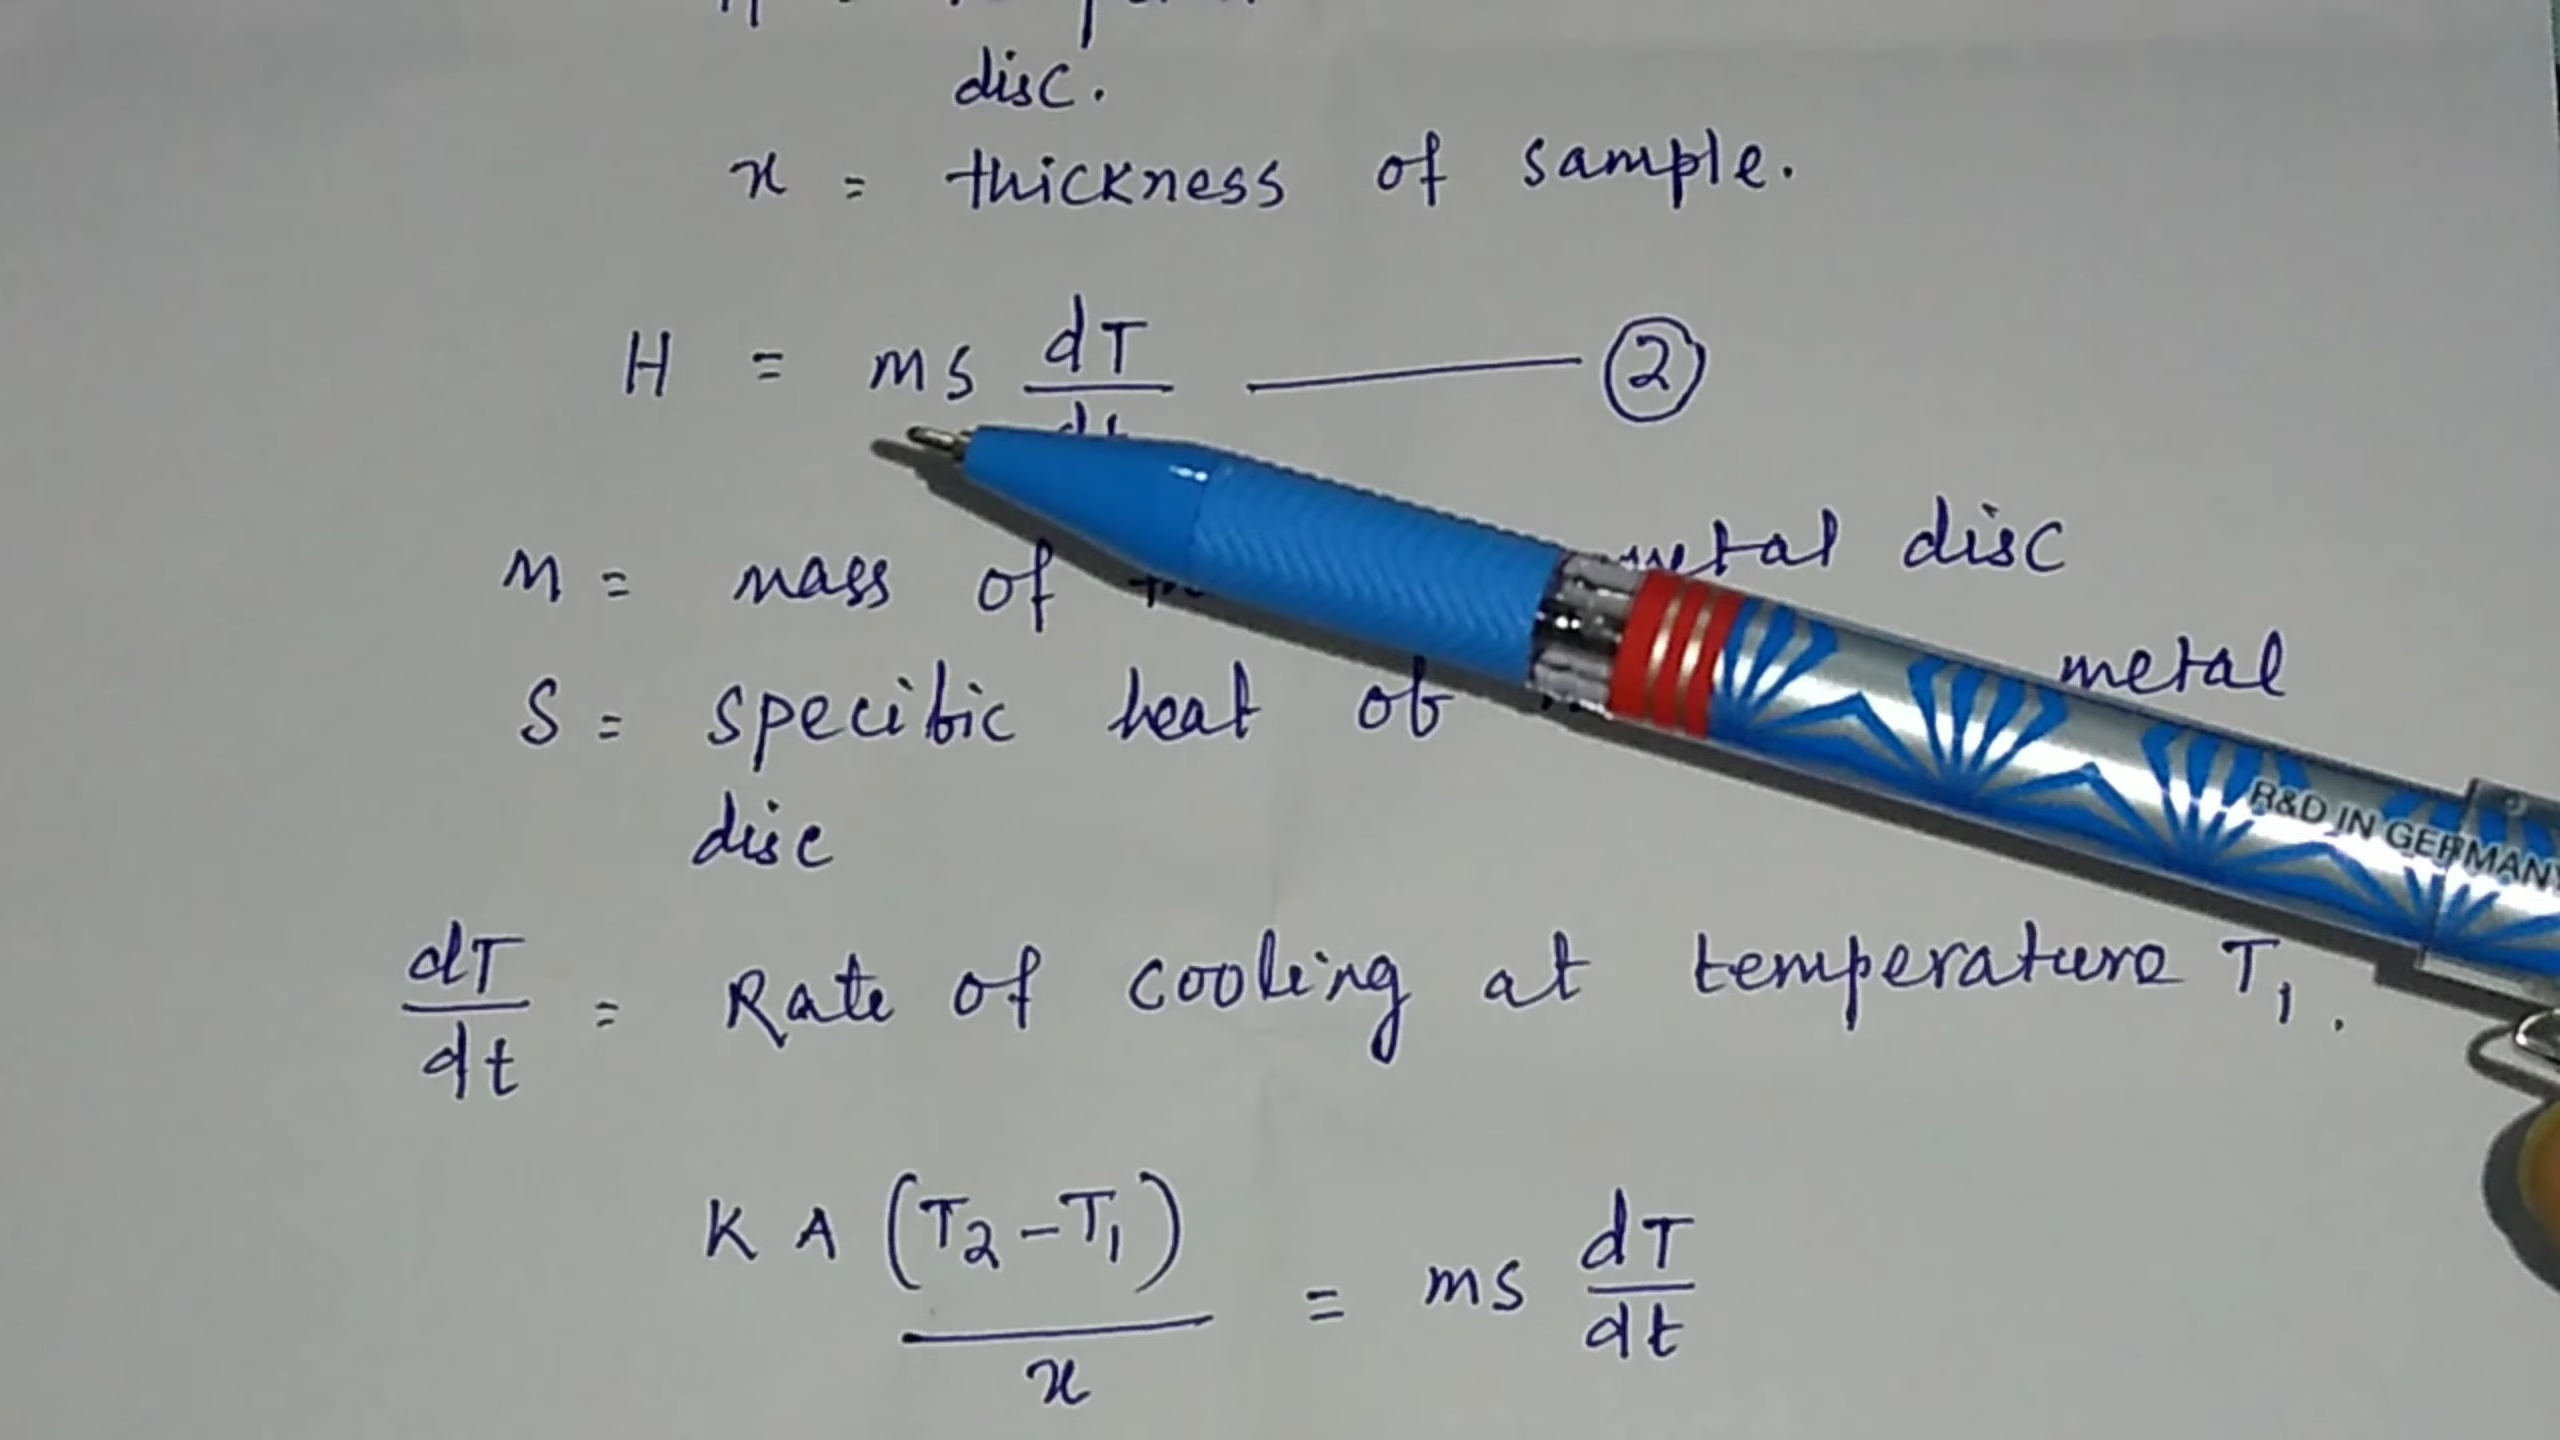 disc.
x = thickness of sample.
H = ms dT/dt ② 
m = mass of metal disc
S = specific heat of metal
disc
dT/dt = Rate of cooling at temperature T₁.
K A (T₂-T₁)/x = ms dT/dt
R&D IN GERMANY